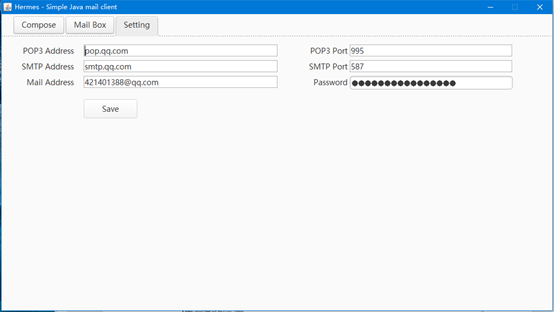 Hermes - Simple Java mail client
Compose Mail Box Setting
POP3 Address pop.qq.com POP3 Port 995
SMTP Address smtp.qq.com SMTP Port 587
Mail Address 421401388@qq.com Password ●●●●●●●●●●●●●●●●
Save